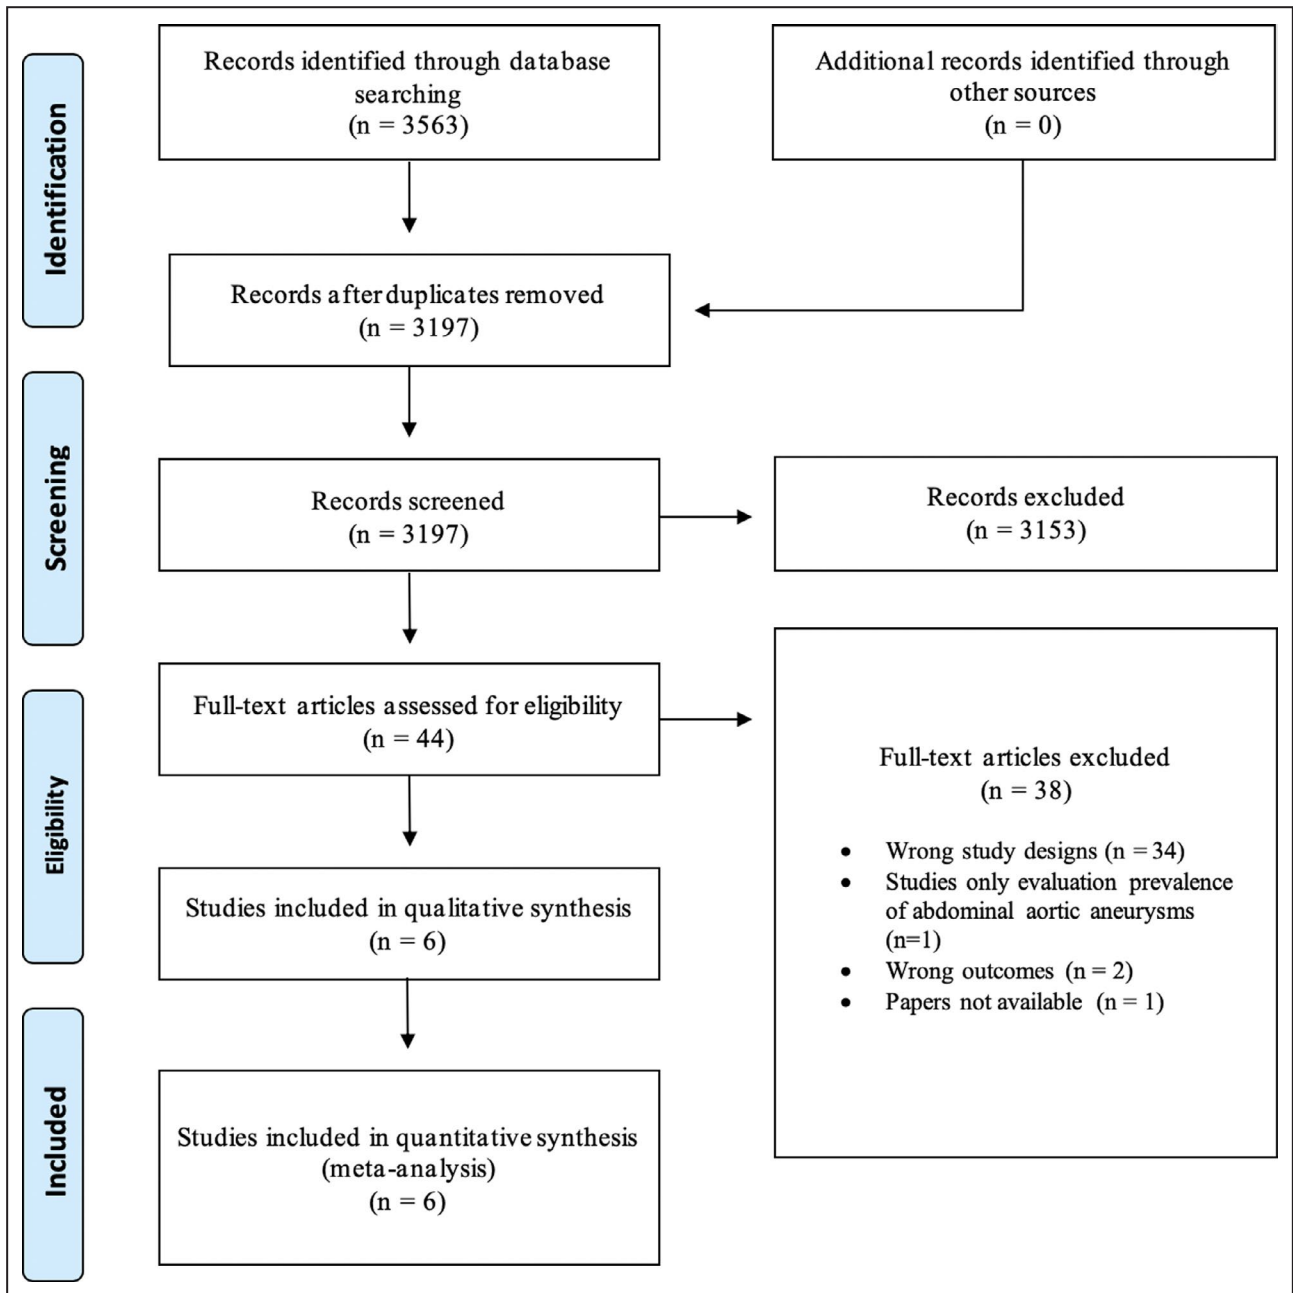 Identification
Records identified through database
searching
(n = 3563)
Additional records identified through
other sources
(n = 0)
Records after duplicates removed
(n = 3197)
Screening
Records screened
(n = 3197)
Records excluded
(n = 3153)
Eligibility
Full-text articles assessed for eligibility
(n = 44)
Full-text articles excluded
(n = 38)
• Wrong study designs (n = 34)
• Studies only evaluation prevalence
of abdominal aortic aneurysms
(n=1)
• Wrong outcomes (n = 2)
• Papers not available (n = 1)
Studies included in qualitative synthesis
(n = 6)
Included
Studies included in quantitative synthesis
(meta-analysis)
(n = 6)